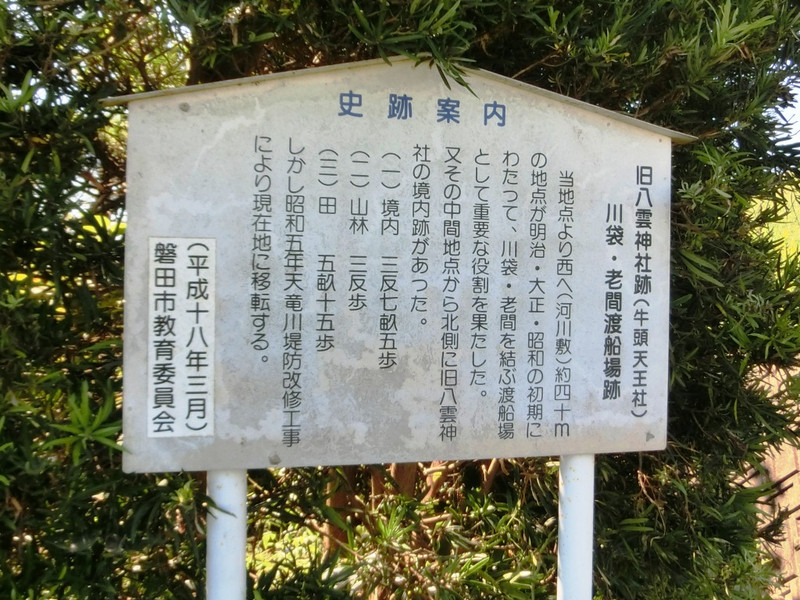 史跡案内
旧八雲神社跡(牛頭天王社)
川袋・老間渡船場跡
当地点より西へ(河川敷)約四十m
の地点が明治・大正・昭和の初期に
わたつて、川袋・老間を結ぶ渡船場
として重要な役割を果たした。
又その中間地点から北側に旧八雲神
社の境内跡があった。
(一)境内 三反七畝五歩
(二)山林 三反歩
(三)田 五畝十五歩
しかし昭和五年天竜川堤防改修工事
により現在地に移転する。
(平成十八年三月)
磐田市教育委員会